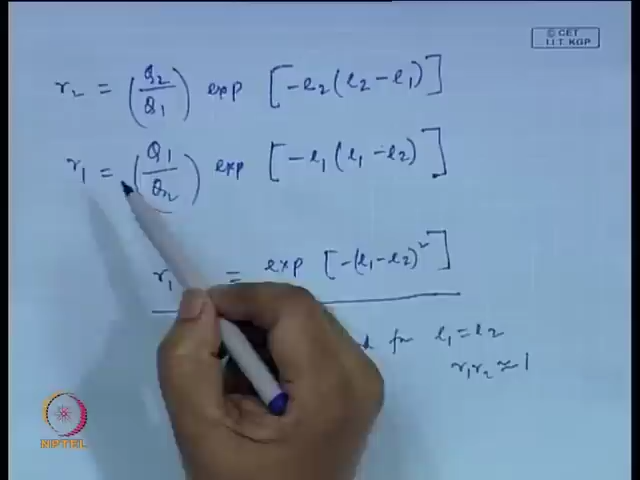 © CET
I.I.T. KGP
r₂ = (Q₂/Q₁) exp [-e₂(e₂-e₁)]
r₁ = (Q₁/Q₂) exp [-e₁(e₁-e₂)]
r₁ = exp [-(e₁-e₂)²]
for e₁=e₂
r₁r₂ ≈ 1
NPTEL